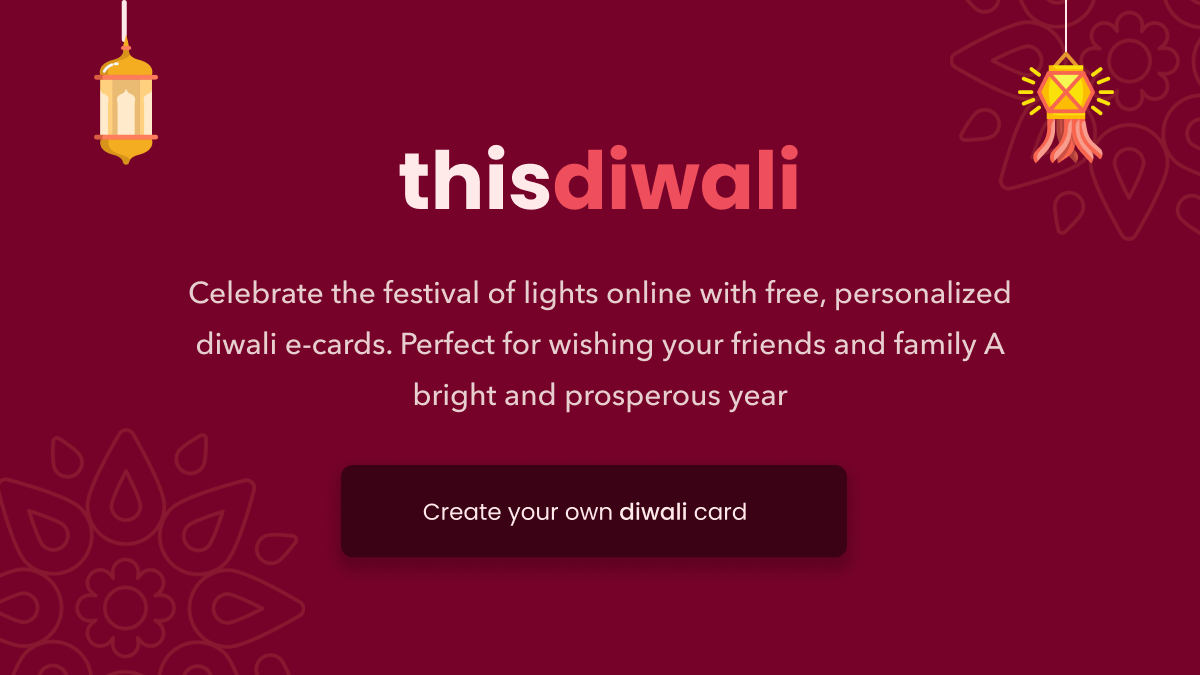 thisdiwali
Celebrate the festival of lights online with free, personalized
diwali e-cards. Perfect for wishing your friends and family A
bright and prosperous year
Create your own diwali card